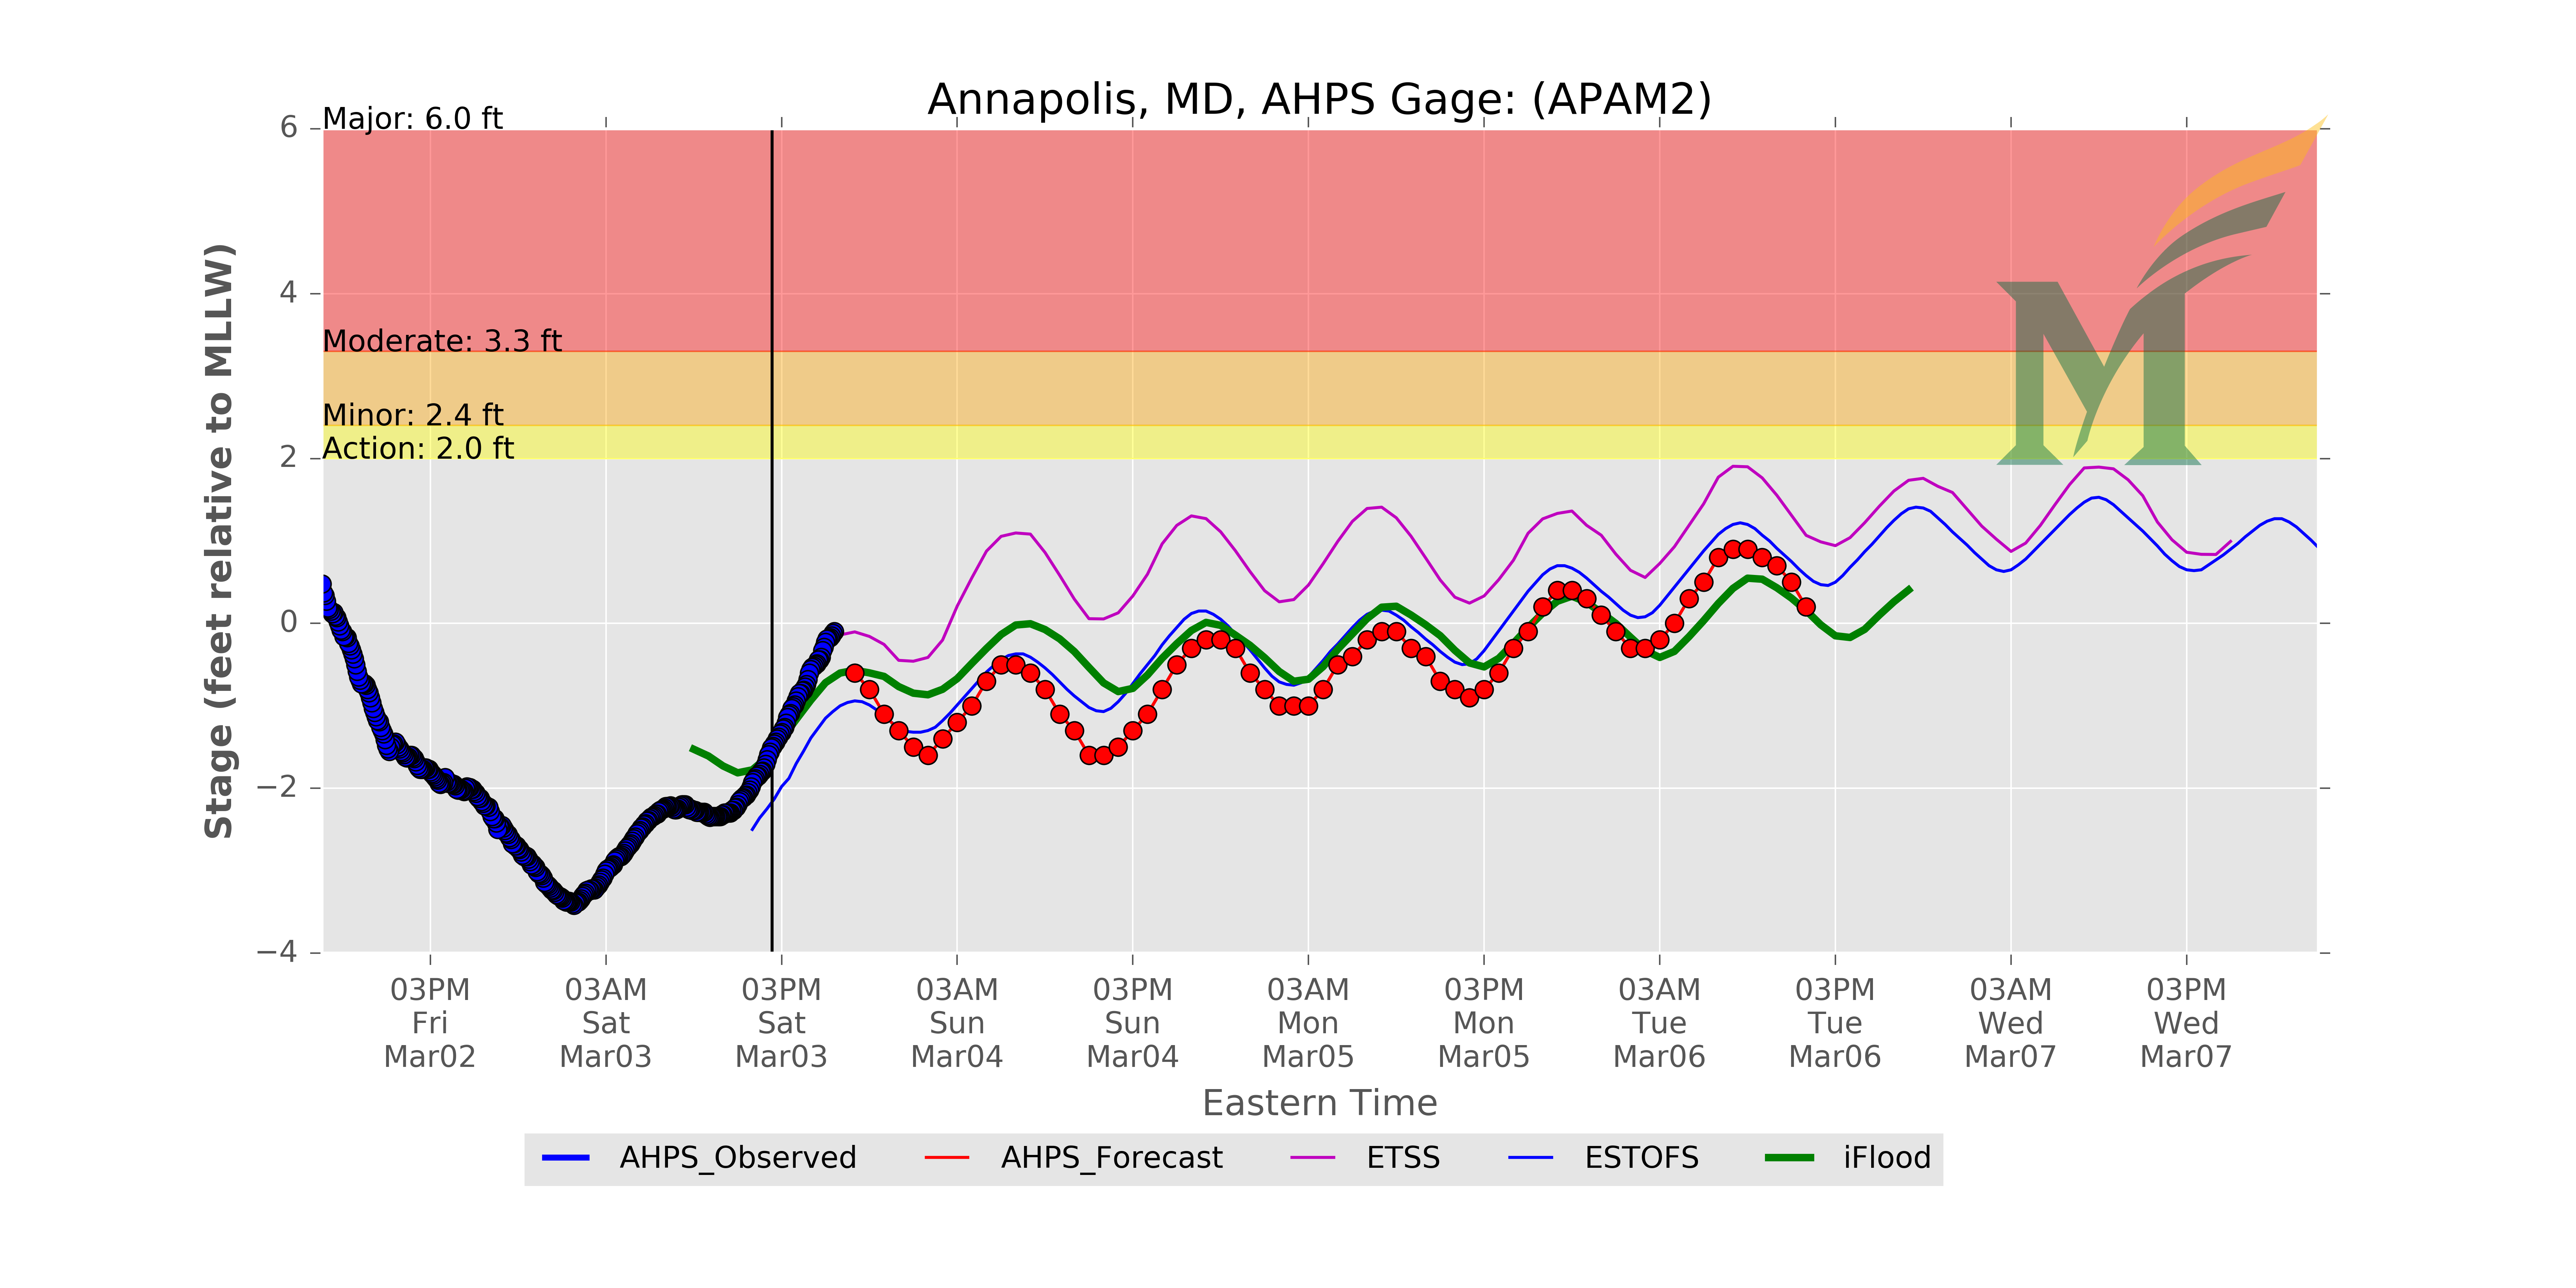 Annapolis, MD, AHPS Gage: (APAM2)
Major: 6.0 ft
Moderate: 3.3 ft
Minor: 2.4 ft
Action: 2.0 ft
Stage (feet relative to MLLW)
6
4
2
0
−2
−4
03PM Fri Mar02
03AM Sat Mar03
03PM Sat Mar03
03AM Sun Mar04
03PM Sun Mar04
03AM Mon Mar05
03PM Mon Mar05
03AM Tue Mar06
03PM Tue Mar06
03AM Wed Mar07
03PM Wed Mar07
Eastern Time
AHPS_Observed
AHPS_Forecast
ETSS
ESTOFS
iFlood
M